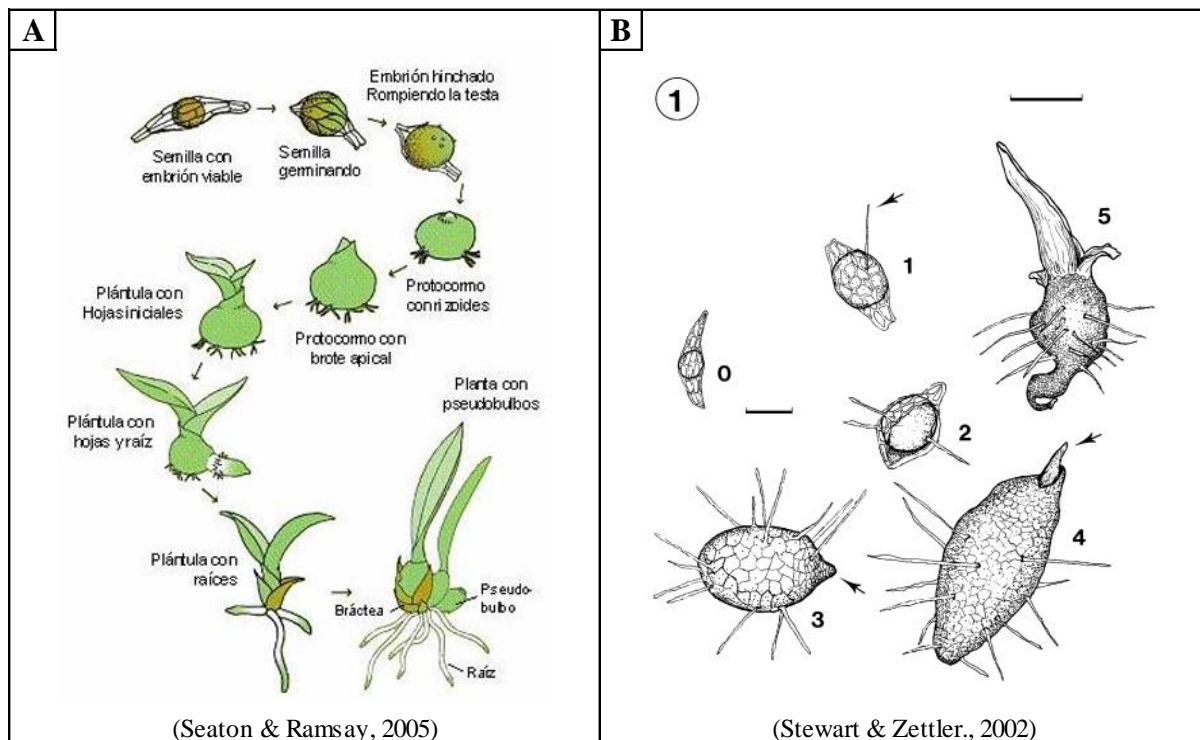 A
Semilla con
embrión viable
Semilla
germinando
Embrión hinchado
Rompiendo la testa
Protocormo
con rizoides
Protocormo con
brote apical
Plántula con
Hojas iniciales
Plántula con
hojas y raíz
Plántula con
raíces
Planta con
pseudobulbos
Bráctea
Pseudo-
bulbo
Raíz
(Seaton & Ramsay, 2005)
B
1
0
1
2
3
4
5
(Stewart & Zettler., 2002)